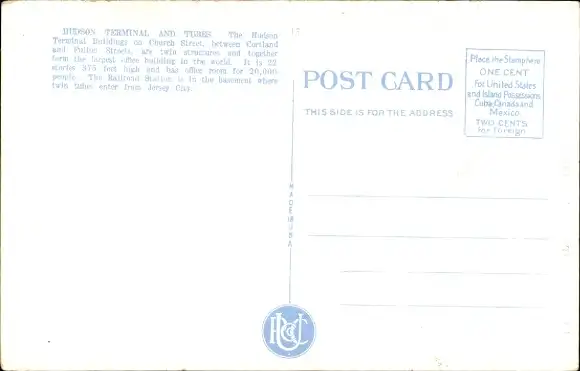 HUDSON TERMINAL AND TUBES The Hudson
Terminal Buildings on Church Street, between Cortland
and Fulton Streets, are twin structures and together
form the largest office building in the world. It is 22
stories 375 feet high and has office room for 20,000
people. The Railroad Station is in the basement where
twin tubes enter from Jersey City.
13
POST CARD
THIS SIDE IS FOR THE ADDRESS
Place the Stamp here
ONE CENT
For United States
and Island Possessions
Cuba, Canada and
Mexico.
TWO CENTS
for Foreign
MADE IN U.S.A.